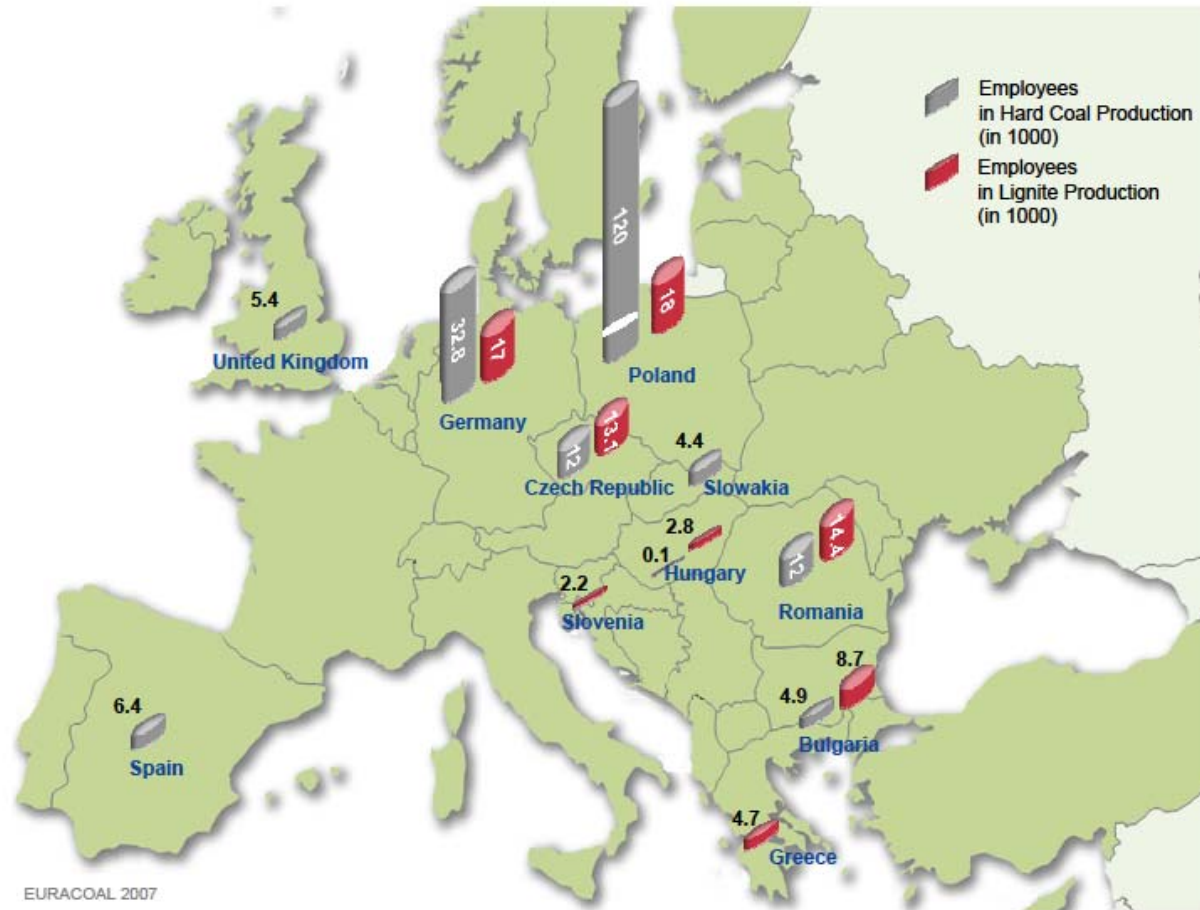 Employees
in Hard Coal Production
(in 1000)
Employees
in Lignite Production
(in 1000)
120
18
Poland
5.4
United Kingdom
32.8
17
Germany
12
13.1
Czech Republic
4.4
Slowakia
2.8
0.1
Hungary
2.2
Slovenia
12
14.4
Romania
8.7
4.9
Bulgaria
6.4
Spain
4.7
Greece
EURACOAL 2007